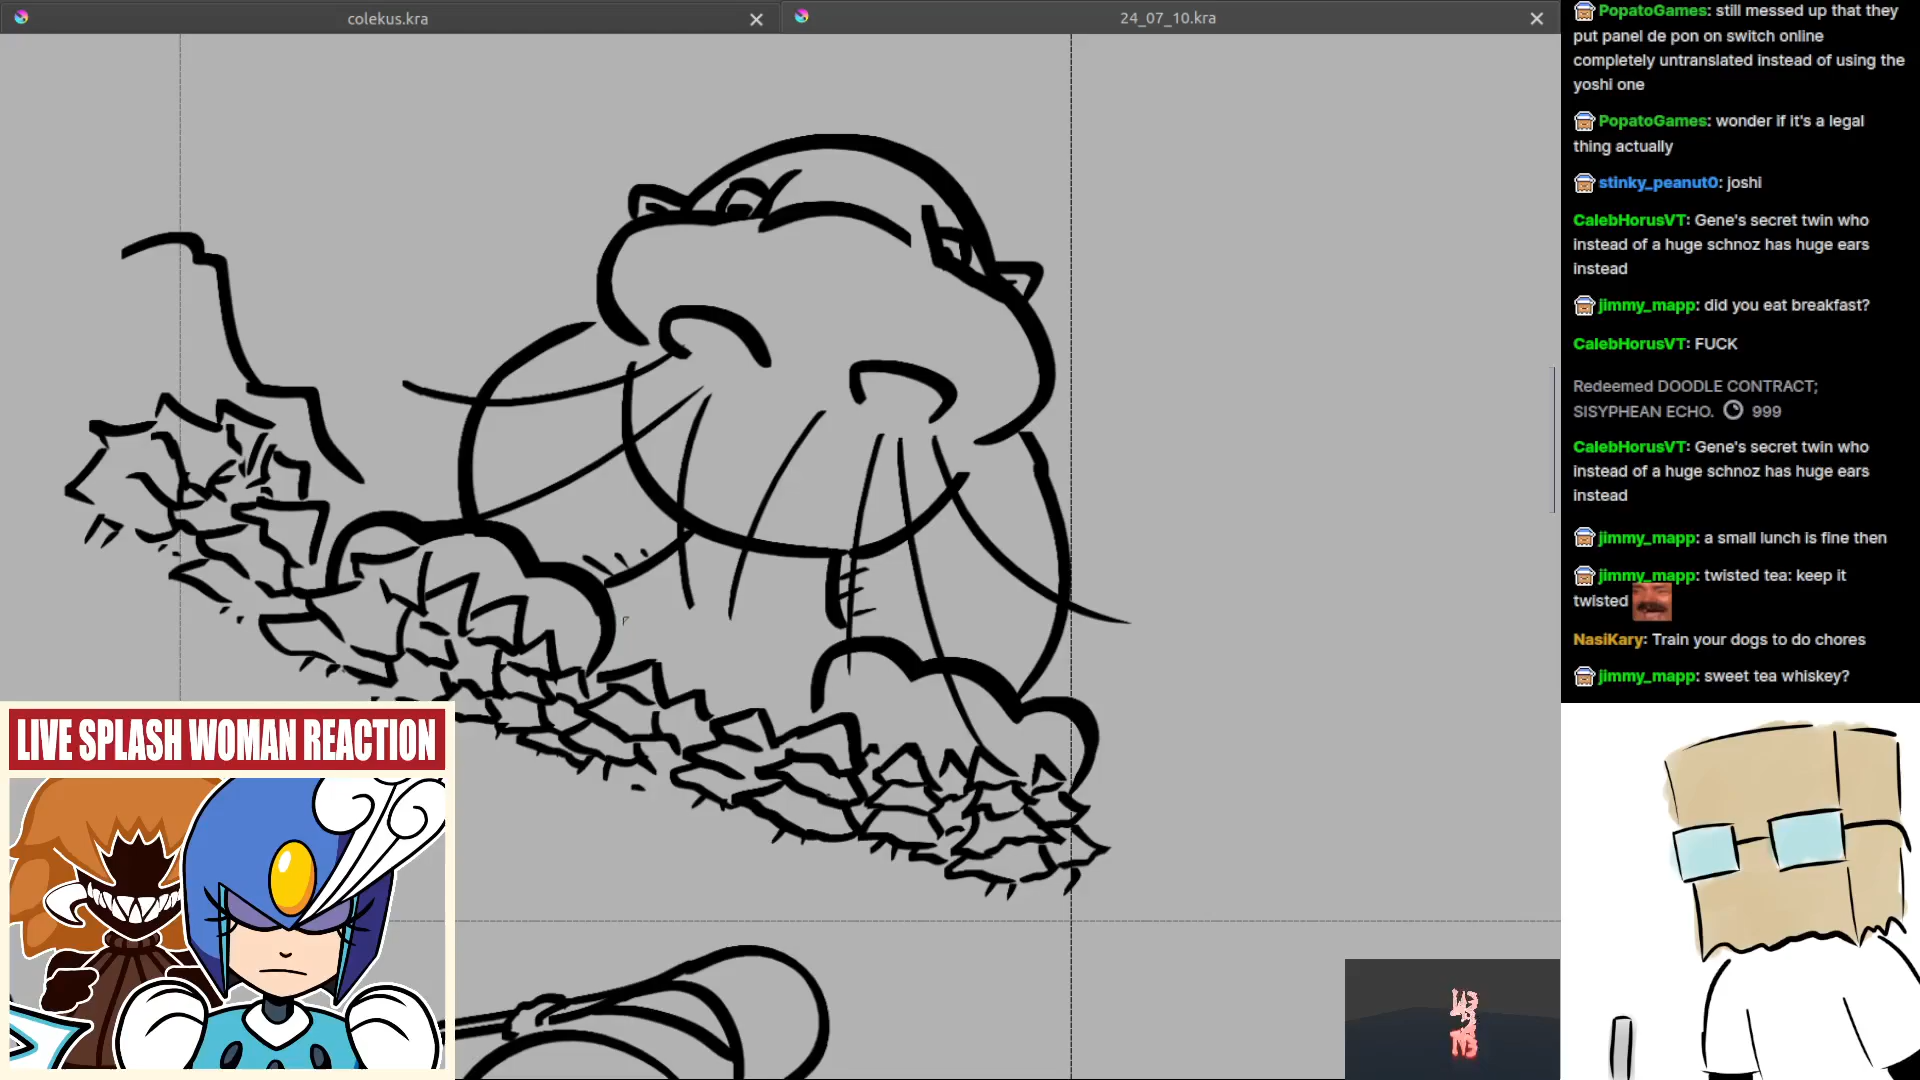 colekus.kra
24_07_10.kra
PopatoGames: still messed up that they
put panel de pon on switch online
completely untranslated instead of using the
yoshi one
PopatoGames: wonder if it's a legal
thing actually
stinky_peanut0: joshi
CalebHorusVT: Gene's secret twin who
instead of a huge schnoz has huge ears
instead
jimmy_mapp: did you eat breakfast?
CalebHorusVT: FUCK
Redeemed DOODLE CONTRACT;
SISYPHEAN ECHO. 999
CalebHorusVT: Gene's secret twin who
instead of a huge schnoz has huge ears
instead
jimmy_mapp: a small lunch is fine then
jimmy_mapp: twisted tea: keep it
twisted
NasiKary: Train your dogs to do chores
jimmy_mapp: sweet tea whiskey?
LIVE SPLASH WOMAN REACTION